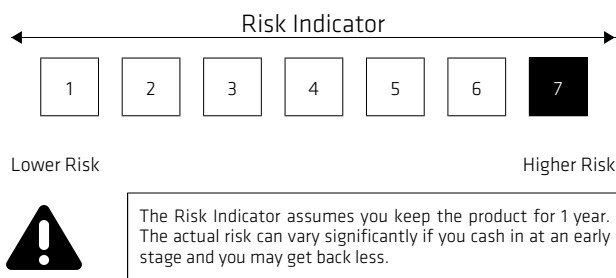 Risk Indicator
1 2 3 4 5 6 7
Lower Risk Higher Risk
The Risk Indicator assumes you keep the product for 1 year.
The actual risk can vary significantly if you cash in at an early
stage and you may get back less.